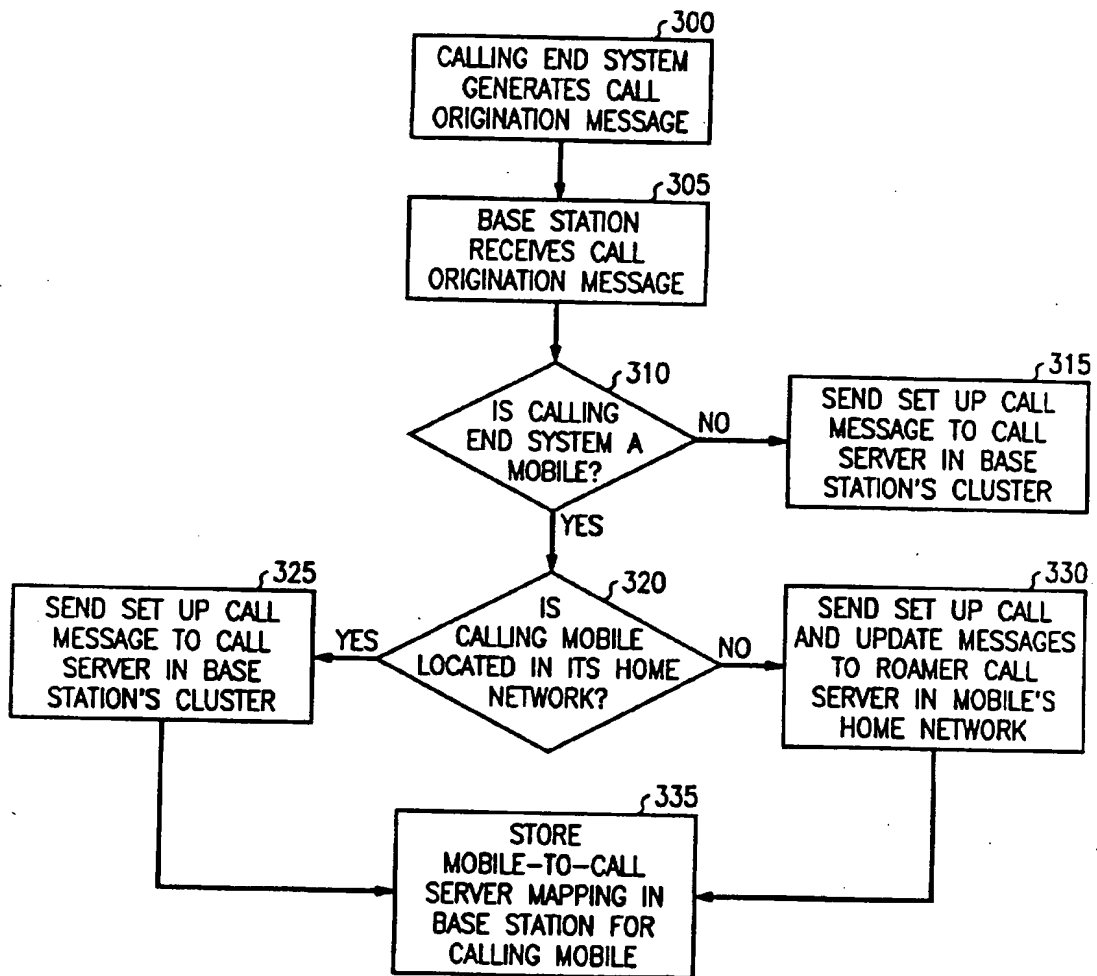 300
CALLING END SYSTEM
GENERATES CALL
ORIGINATION MESSAGE
305
BASE STATION
RECEIVES CALL
ORIGINATION MESSAGE
310
IS CALLING
END SYSTEM A
MOBILE?
NO
315
SEND SET UP CALL
MESSAGE TO CALL
SERVER IN BASE
STATION'S CLUSTER
YES
320
IS
CALLING MOBILE
LOCATED IN ITS HOME
NETWORK?
YES
325
SEND SET UP CALL
MESSAGE TO CALL
SERVER IN BASE
STATION'S CLUSTER
NO
330
SEND SET UP CALL
AND UPDATE MESSAGES
TO ROAMER CALL
SERVER IN MOBILE'S
HOME NETWORK
335
STORE
MOBILE-TO-CALL
SERVER MAPPING IN
BASE STATION FOR
CALLING MOBILE